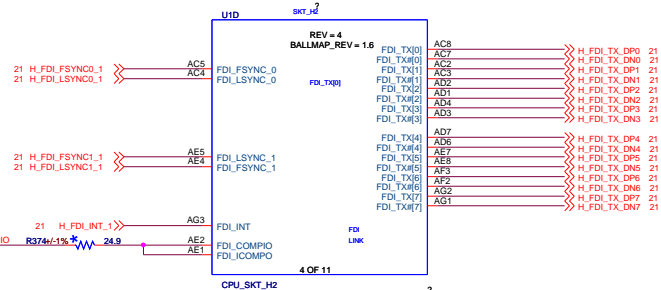 ?
SKT_H2
U1D
REV = 4
BALLMAP_REV = 1.6
FDI_TX[0]
21 H_FDI_FSYNC0_1 AC5 FDI_FSYNC_0
21 H_FDI_LSYNC0_1 AC4 FDI_LSYNC_0
21 H_FDI_FSYNC1_1 AE5 FDI_LSYNC_1
21 H_FDI_LSYNC1_1 AE4 FDI_FSYNC_1
21 H_FDI_INT_1 AG3 FDI_INT
IO R374 +/-1% * 24.9 AE2 FDI_COMPIO
AE1 FDI_ICOMPO
FDI_TX[0] AC8 H_FDI_TX_DP0 21
FDI_TX#[0] AC7 H_FDI_TX_DN0 21
FDI_TX[1] AC2 H_FDI_TX_DP1 21
FDI_TX#[1] AC3 H_FDI_TX_DN1 21
FDI_TX[2] AD2 H_FDI_TX_DP2 21
FDI_TX#[2] AD1 H_FDI_TX_DN2 21
FDI_TX[3] AD4 H_FDI_TX_DP3 21
FDI_TX#[3] AD3 H_FDI_TX_DN3 21
FDI_TX[4] AD7 H_FDI_TX_DP4 21
FDI_TX#[4] AD6 H_FDI_TX_DN4 21
FDI_TX[5] AE7 H_FDI_TX_DP5 21
FDI_TX#[5] AE8 H_FDI_TX_DN5 21
FDI_TX[6] AF3 H_FDI_TX_DP6 21
FDI_TX#[6] AF2 H_FDI_TX_DN6 21
FDI_TX[7] AG2 H_FDI_TX_DP7 21
FDI_TX#[7] AG1 H_FDI_TX_DN7 21
FDI
LINK
4 OF 11
CPU_SKT_H2